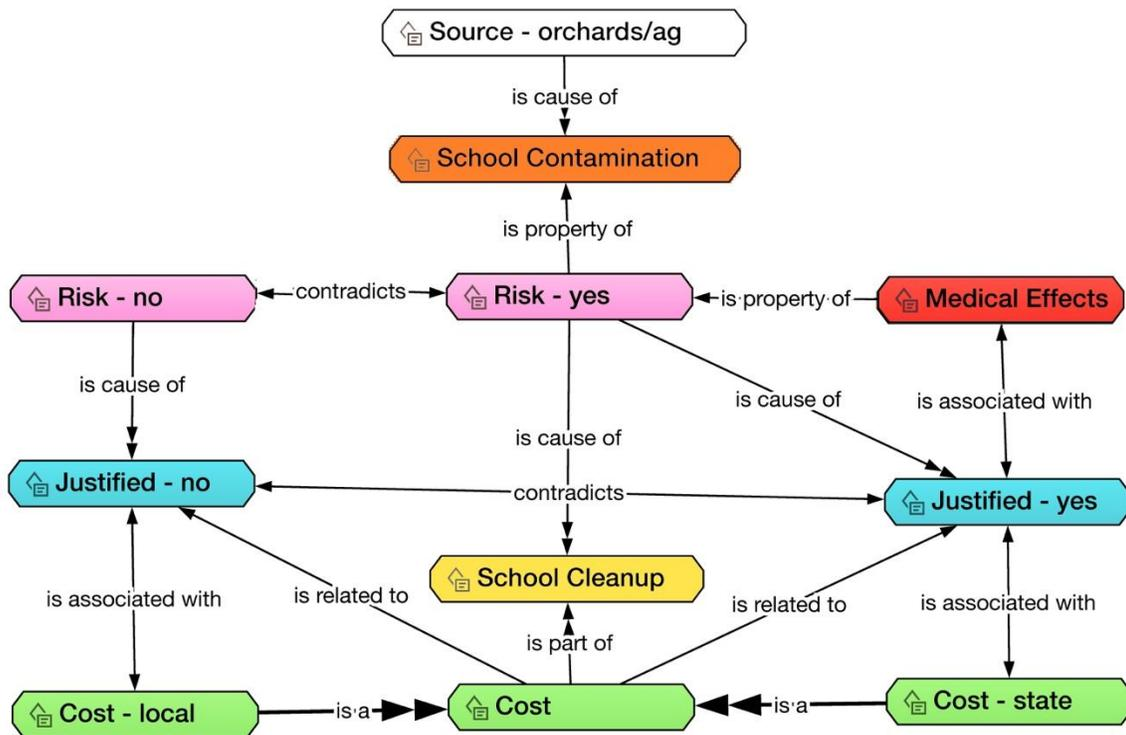 Source - orchards/ag
is cause of
School Contamination
is property of
Risk - no
contradicts
Risk - yes
is property of
Medical Effects
is cause of
is cause of
is associated with
is cause of
Justified - no
contradicts
Justified - yes
School Cleanup
is associated with
is related to
is related to
is associated with
is part of
Cost - local
is a
Cost
is a
Cost - state